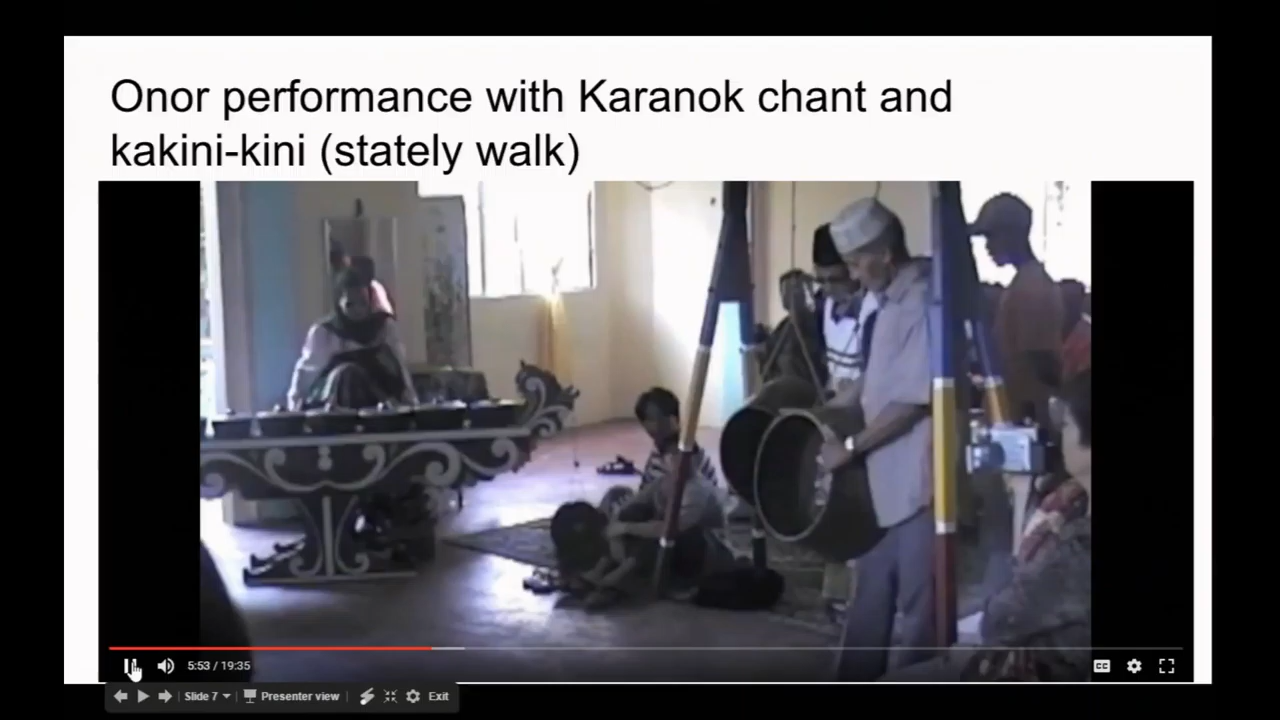 Onor performance with Karanok chant and
kakini-kini (stately walk)
5:53 / 19:35
CC
Slide 7
Presenter view
Exit